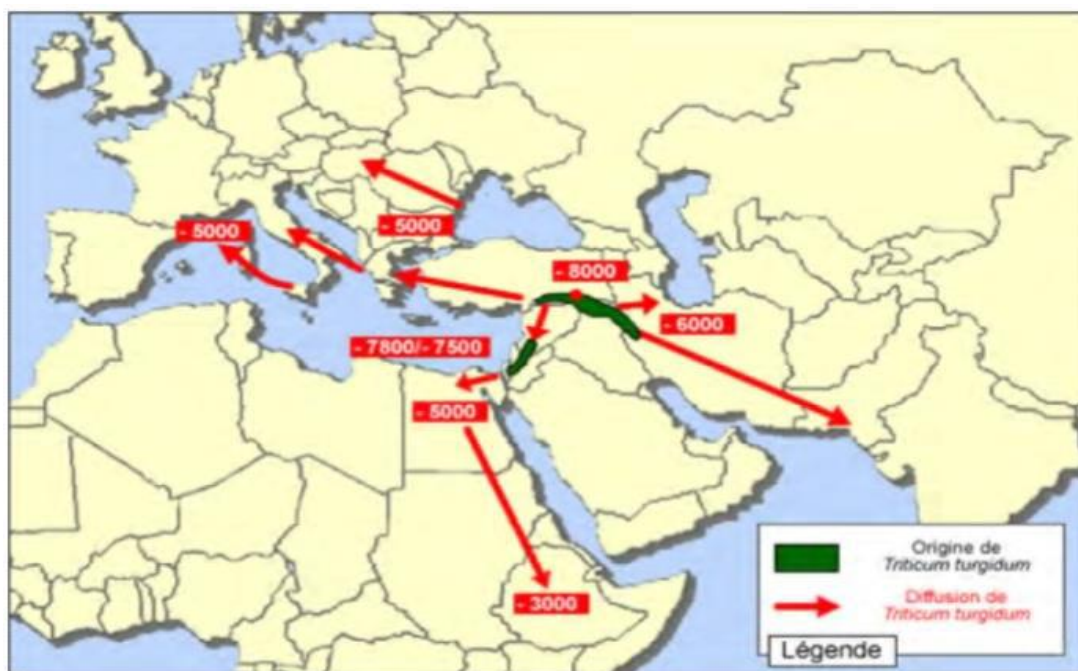 - 5000
- 5000
- 8000
- 6000
- 7800/- 7500
- 5000
- 3000
Origine de
Triticum turgidum
Diffusion de
Triticum turgidum
Légende